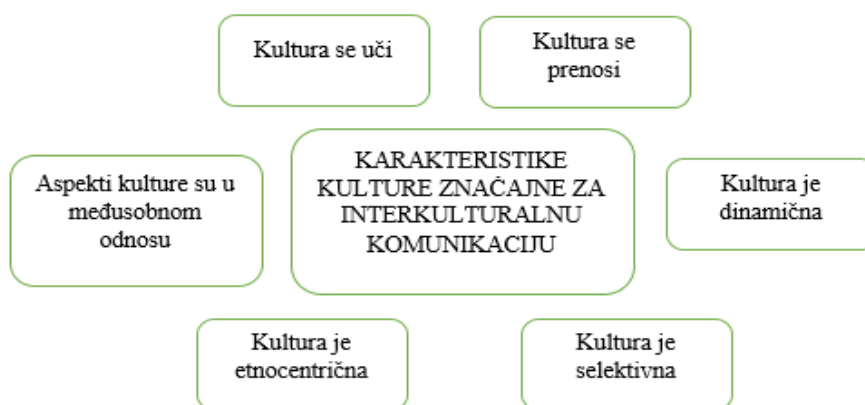 Kultura se uči
Kultura se
prenosi
Aspekti kulture su u
međusobnom
odnosu
KARAKTERISTIKE
KULTURE ZNAČAJNE ZA
INTERKULTURALNU
KOMUNIKACIJU
Kultura je
dinamična
Kultura je
etnocentrična
Kultura je
selektivna